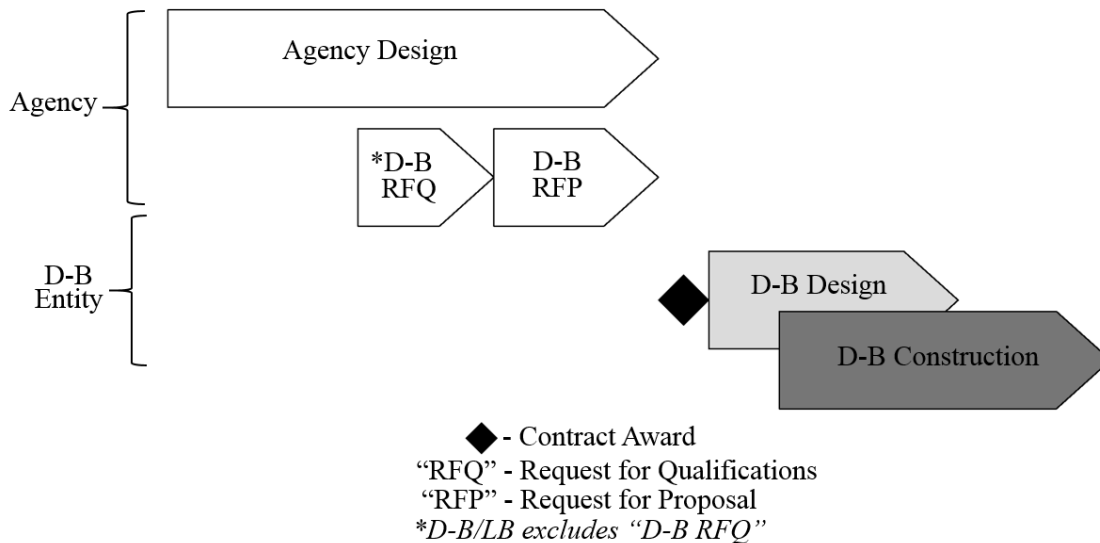 Agency Design
Agency
*D-B
RFQ
D-B
RFP
D-B
Entity
D-B Design
D-B Construction
- Contract Award
“RFQ” - Request for Qualifications
“RFP” - Request for Proposal
*D-B/LB excludes “D-B RFQ”